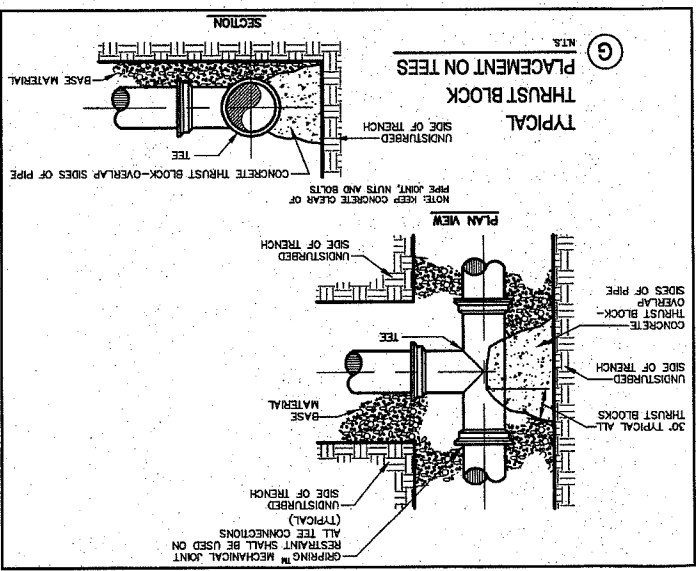 GRIPRING ™ MECHANICAL JOINT
RESTRAINT SHALL BE USED ON
ALL TEE CONNECTIONS
(TYPICAL)
UNDISTURBED
SIDE OF TRENCH
30° TYPICAL ALL
THRUST BLOCKS
BASE
MATERIAL
UNDISTURBED
SIDE OF TRENCH
TEE
CONCRETE
THRUST BLOCK-
OVERLAP
SIDES OF PIPE
UNDISTURBED
SIDE OF TRENCH
PLAN VIEW
NOTE: KEEP CONCRETE CLEAR OF
PIPE JOINT, NUTS AND BOLTS
CONCRETE THRUST BLOCK-OVERLAP SIDES OF PIPE
TEE
UNDISTURBED
SIDE OF TRENCH
BASE MATERIAL
SECTION
TYPICAL
THRUST BLOCK
PLACEMENT ON TEES
N.T.S.
G